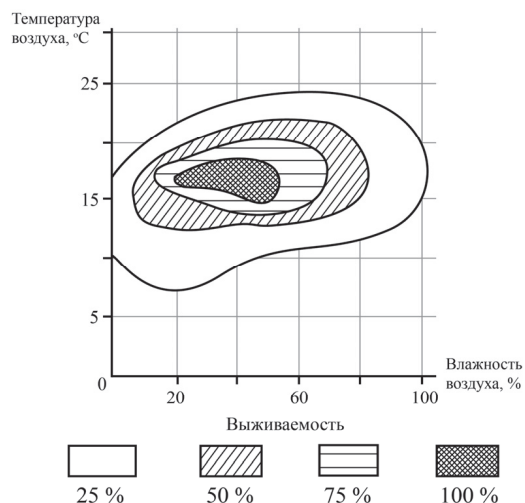 Температура
воздуха, °С
25
15
5
0
20
60
100
Влажность
воздуха, %
Выживаемость
25 %
50 %
75 %
100 %